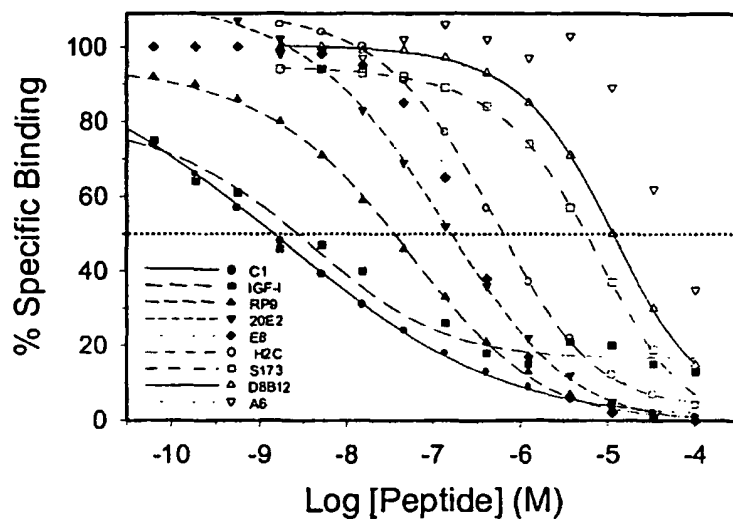 % Specific Binding
100
80
60
40
20
0
C1
IGF-I
RP9
20E2
E8
H2C
S173
D8B12
A6
-10 -9 -8 -7 -6 -5 -4
Log [Peptide] (M)